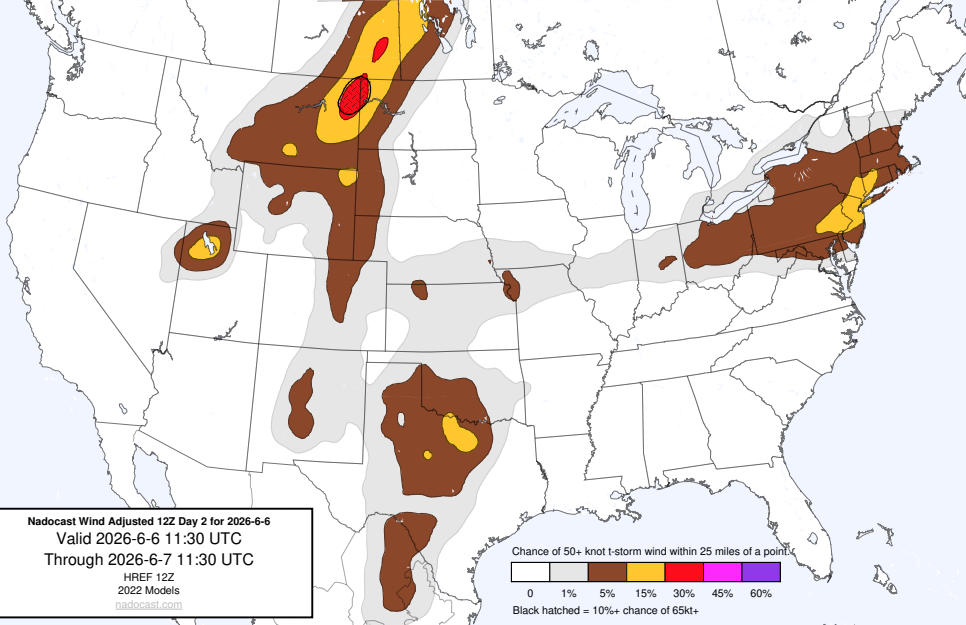 Nadocast Wind Adjusted 12Z Day 2 for 2026-6-6
Valid 2026-6-6 11:30 UTC
Through 2026-6-7 11:30 UTC
HREF 12Z
2022 Models
nadocast.com
Chance of 50+ knot t-storm wind within 25 miles of a point.
0 1% 5% 15% 30% 45% 60%
Black hatched = 10%+ chance of 65kt+